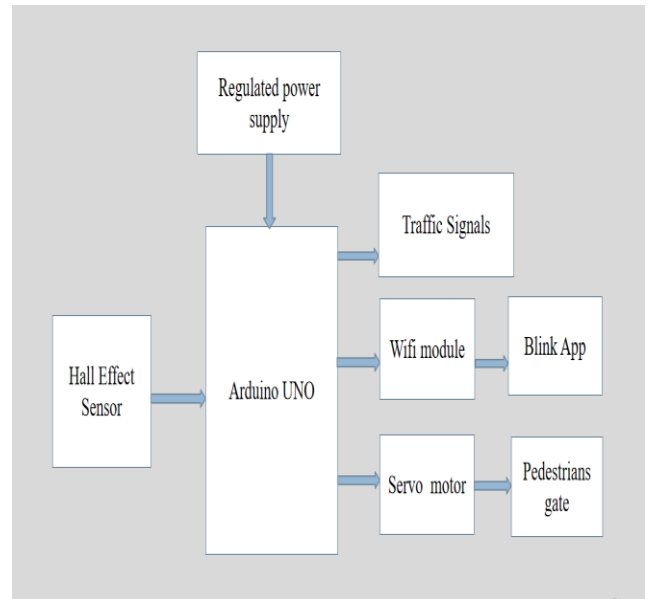 Regulated power
supply
Traffic Signals
Hall Effect
Sensor
Arduino UNO
Wifi module
Blink App
Servo motor
Pedestrians
gate